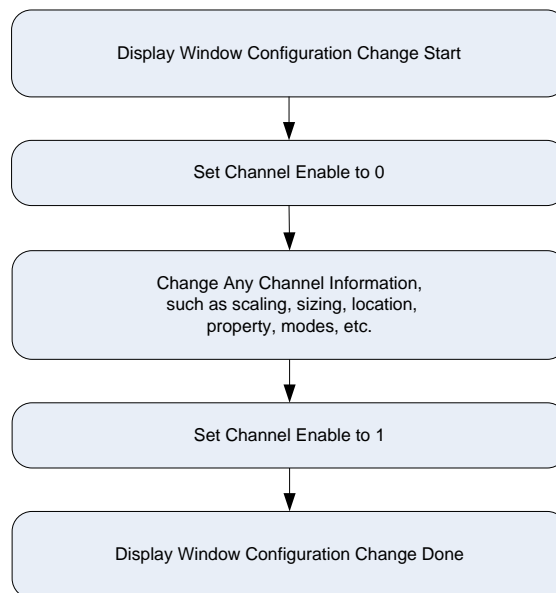 Display Window Configuration Change Start
Set Channel Enable to 0
Change Any Channel Information,
such as scaling, sizing, location,
property, modes, etc.
Set Channel Enable to 1
Display Window Configuration Change Done